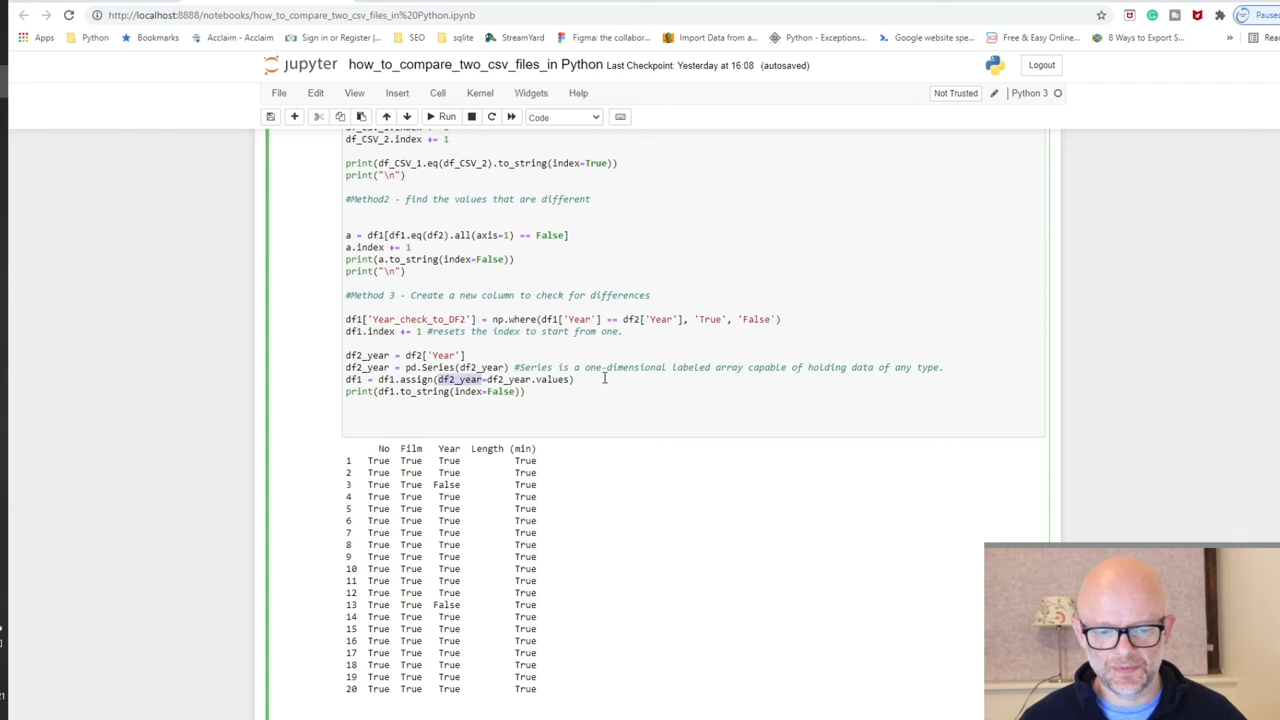 http://localhost:8888/notebooks/how_to_compare_two_csv_files_in%20Python.ipynb
Paused
Apps Python Bookmarks Acclaim - Acclaim Sign in or Register |... SEO sqlite StreamYard Figma: the collabor... Import Data from a... Python - Exceptions... Google website spe... Free & Easy Online... 8 Ways to Export S... »
jupyter how_to_compare_two_csv_files_in Python Last Checkpoint: Yesterday at 16:08 (autosaved)
Logout
File Edit View Insert Cell Kernel Widgets Help
Not Trusted Python 3
Run Code
df_CSV_1.index += 1
df_CSV_2.index += 1
print(df_CSV_1.eq(df_CSV_2).to_string(index=True))
print("\n")
#Method2 - find the values that are different
a = df1[df1.eq(df2).all(axis=1) == False]
a.index += 1
print(a.to_string(index=False))
print("\n")
#Method 3 - Create a new column to check for differences
df1['Year_check_to_DF2'] = np.where(df1['Year'] == df2['Year'], 'True', 'False')
df1.index += 1 #resets the index to start from one.
df2_year = df2['Year']
df2_year = pd.Series(df2_year) #Series is a one-dimensional labeled array capable of holding data of any type.
df1 = df1.assign(df2_year=df2_year.values)
print(df1.to_string(index=False))
No Film Year Length (min)
1 True True True True
2 True True True True
3 True True False True
4 True True True True
5 True True True True
6 True True True True
7 True True True True
8 True True True True
9 True True True True
10 True True True True
11 True True True True
12 True True True True
13 True True False True
14 True True True True
15 True True True True
16 True True True True
17 True True True True
18 True True True True
19 True True True True
20 True True True True